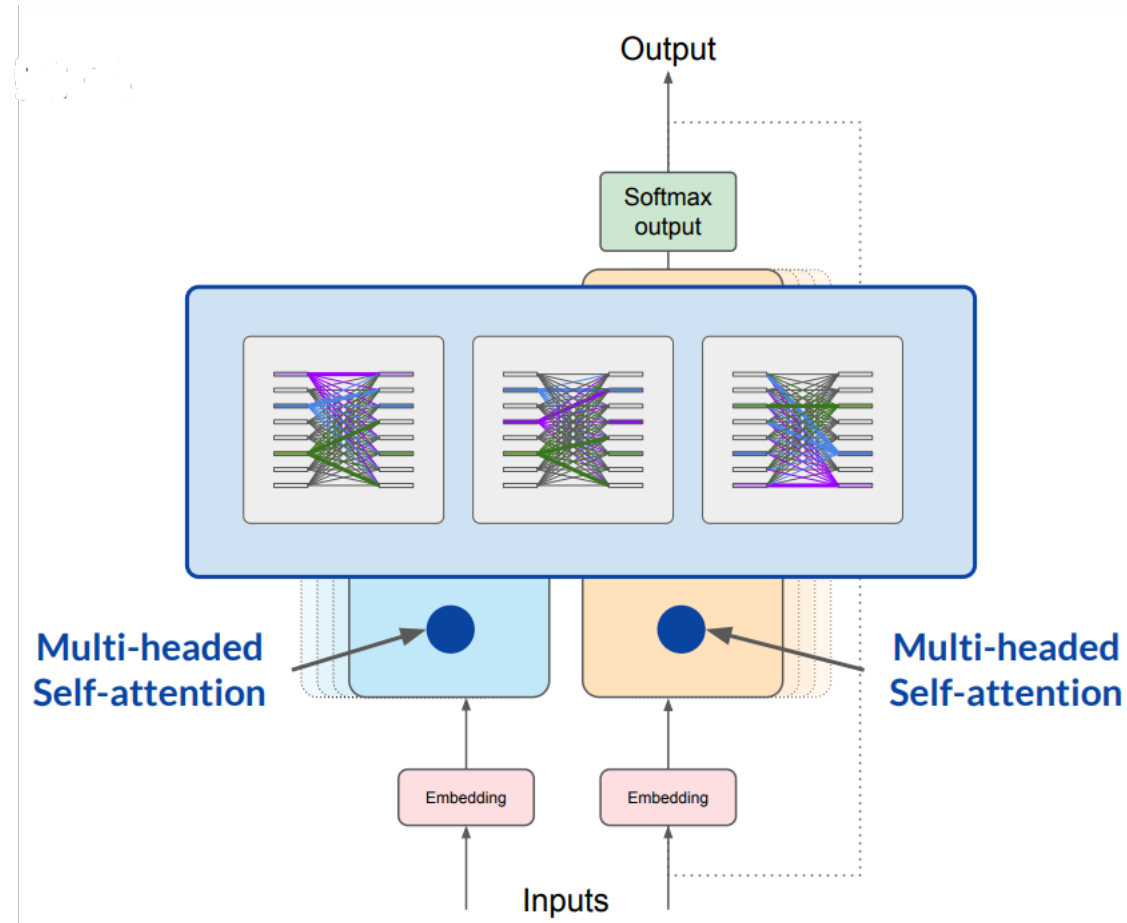 Output
Softmax
output
Multi-headed
Self-attention
Multi-headed
Self-attention
Embedding
Embedding
Inputs